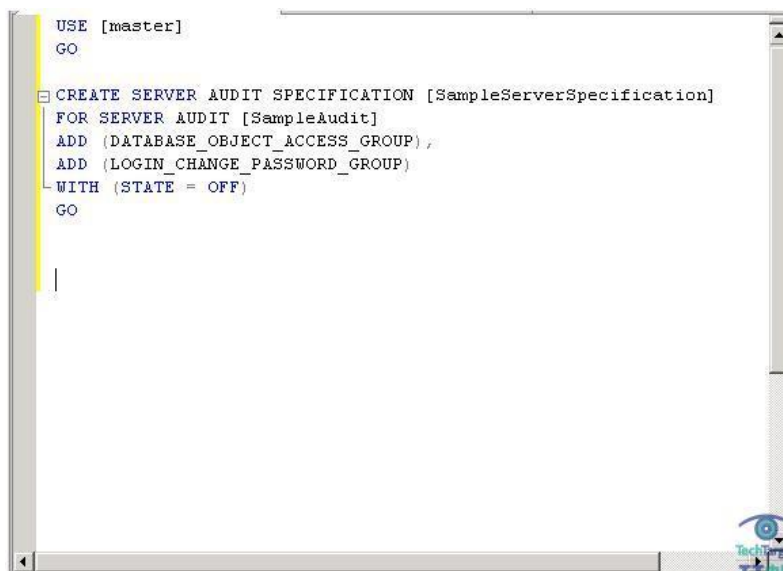 USE [master]
GO
CREATE SERVER AUDIT SPECIFICATION [SampleServerSpecification]
FOR SERVER AUDIT [SampleAudit]
ADD (DATABASE_OBJECT_ACCESS_GROUP),
ADD (LOGIN_CHANGE_PASSWORD_GROUP)
WITH (STATE = OFF)
GO